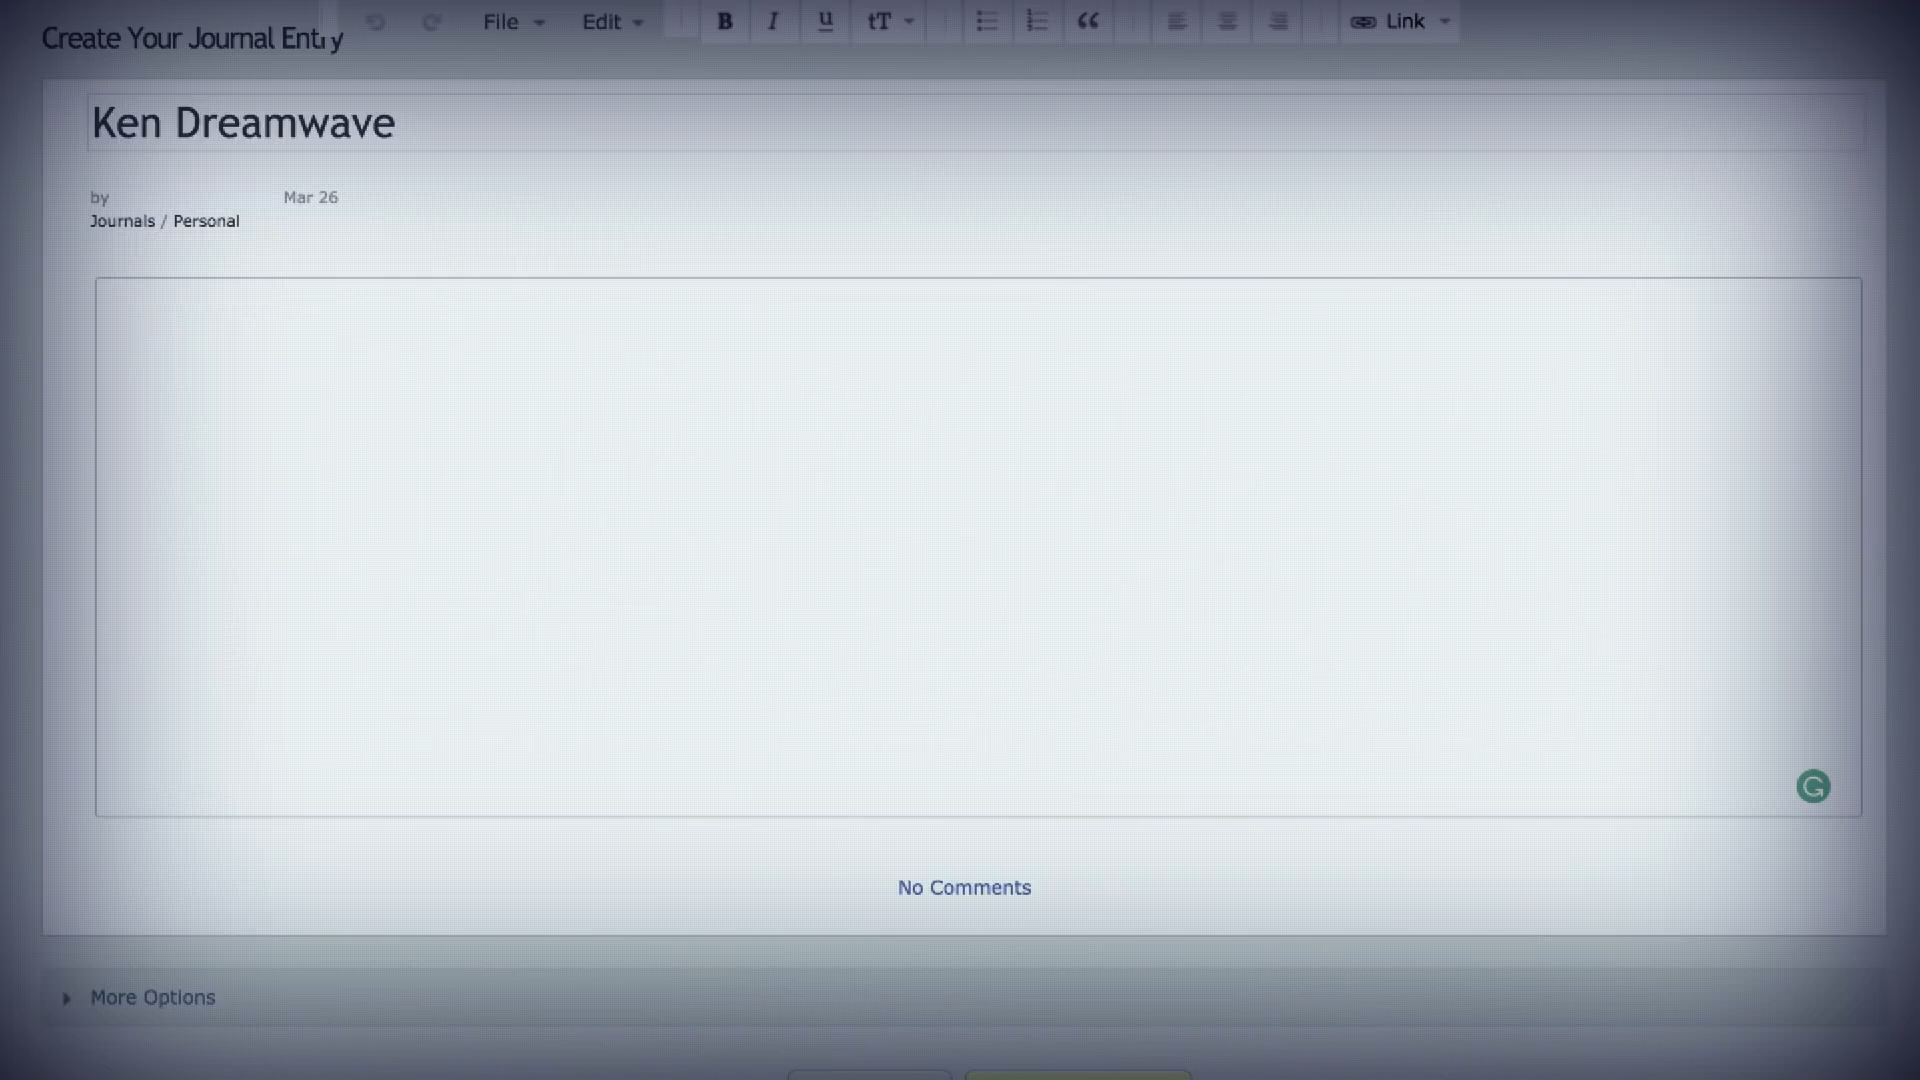 Create Your Journal Entry
File Edit B I u tT Link
Ken Dreamwave
by Mar 26
Journals / Personal
No Comments
More Options